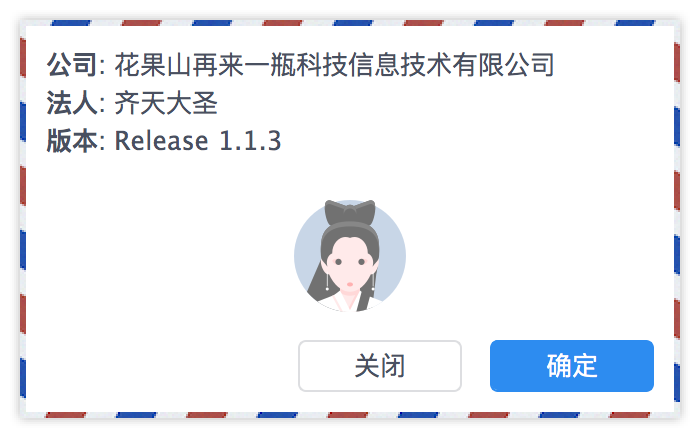 公司: 花果山再来一瓶科技信息技术有限公司
法人: 齐天大圣
版本: Release 1.1.3
关闭
确定